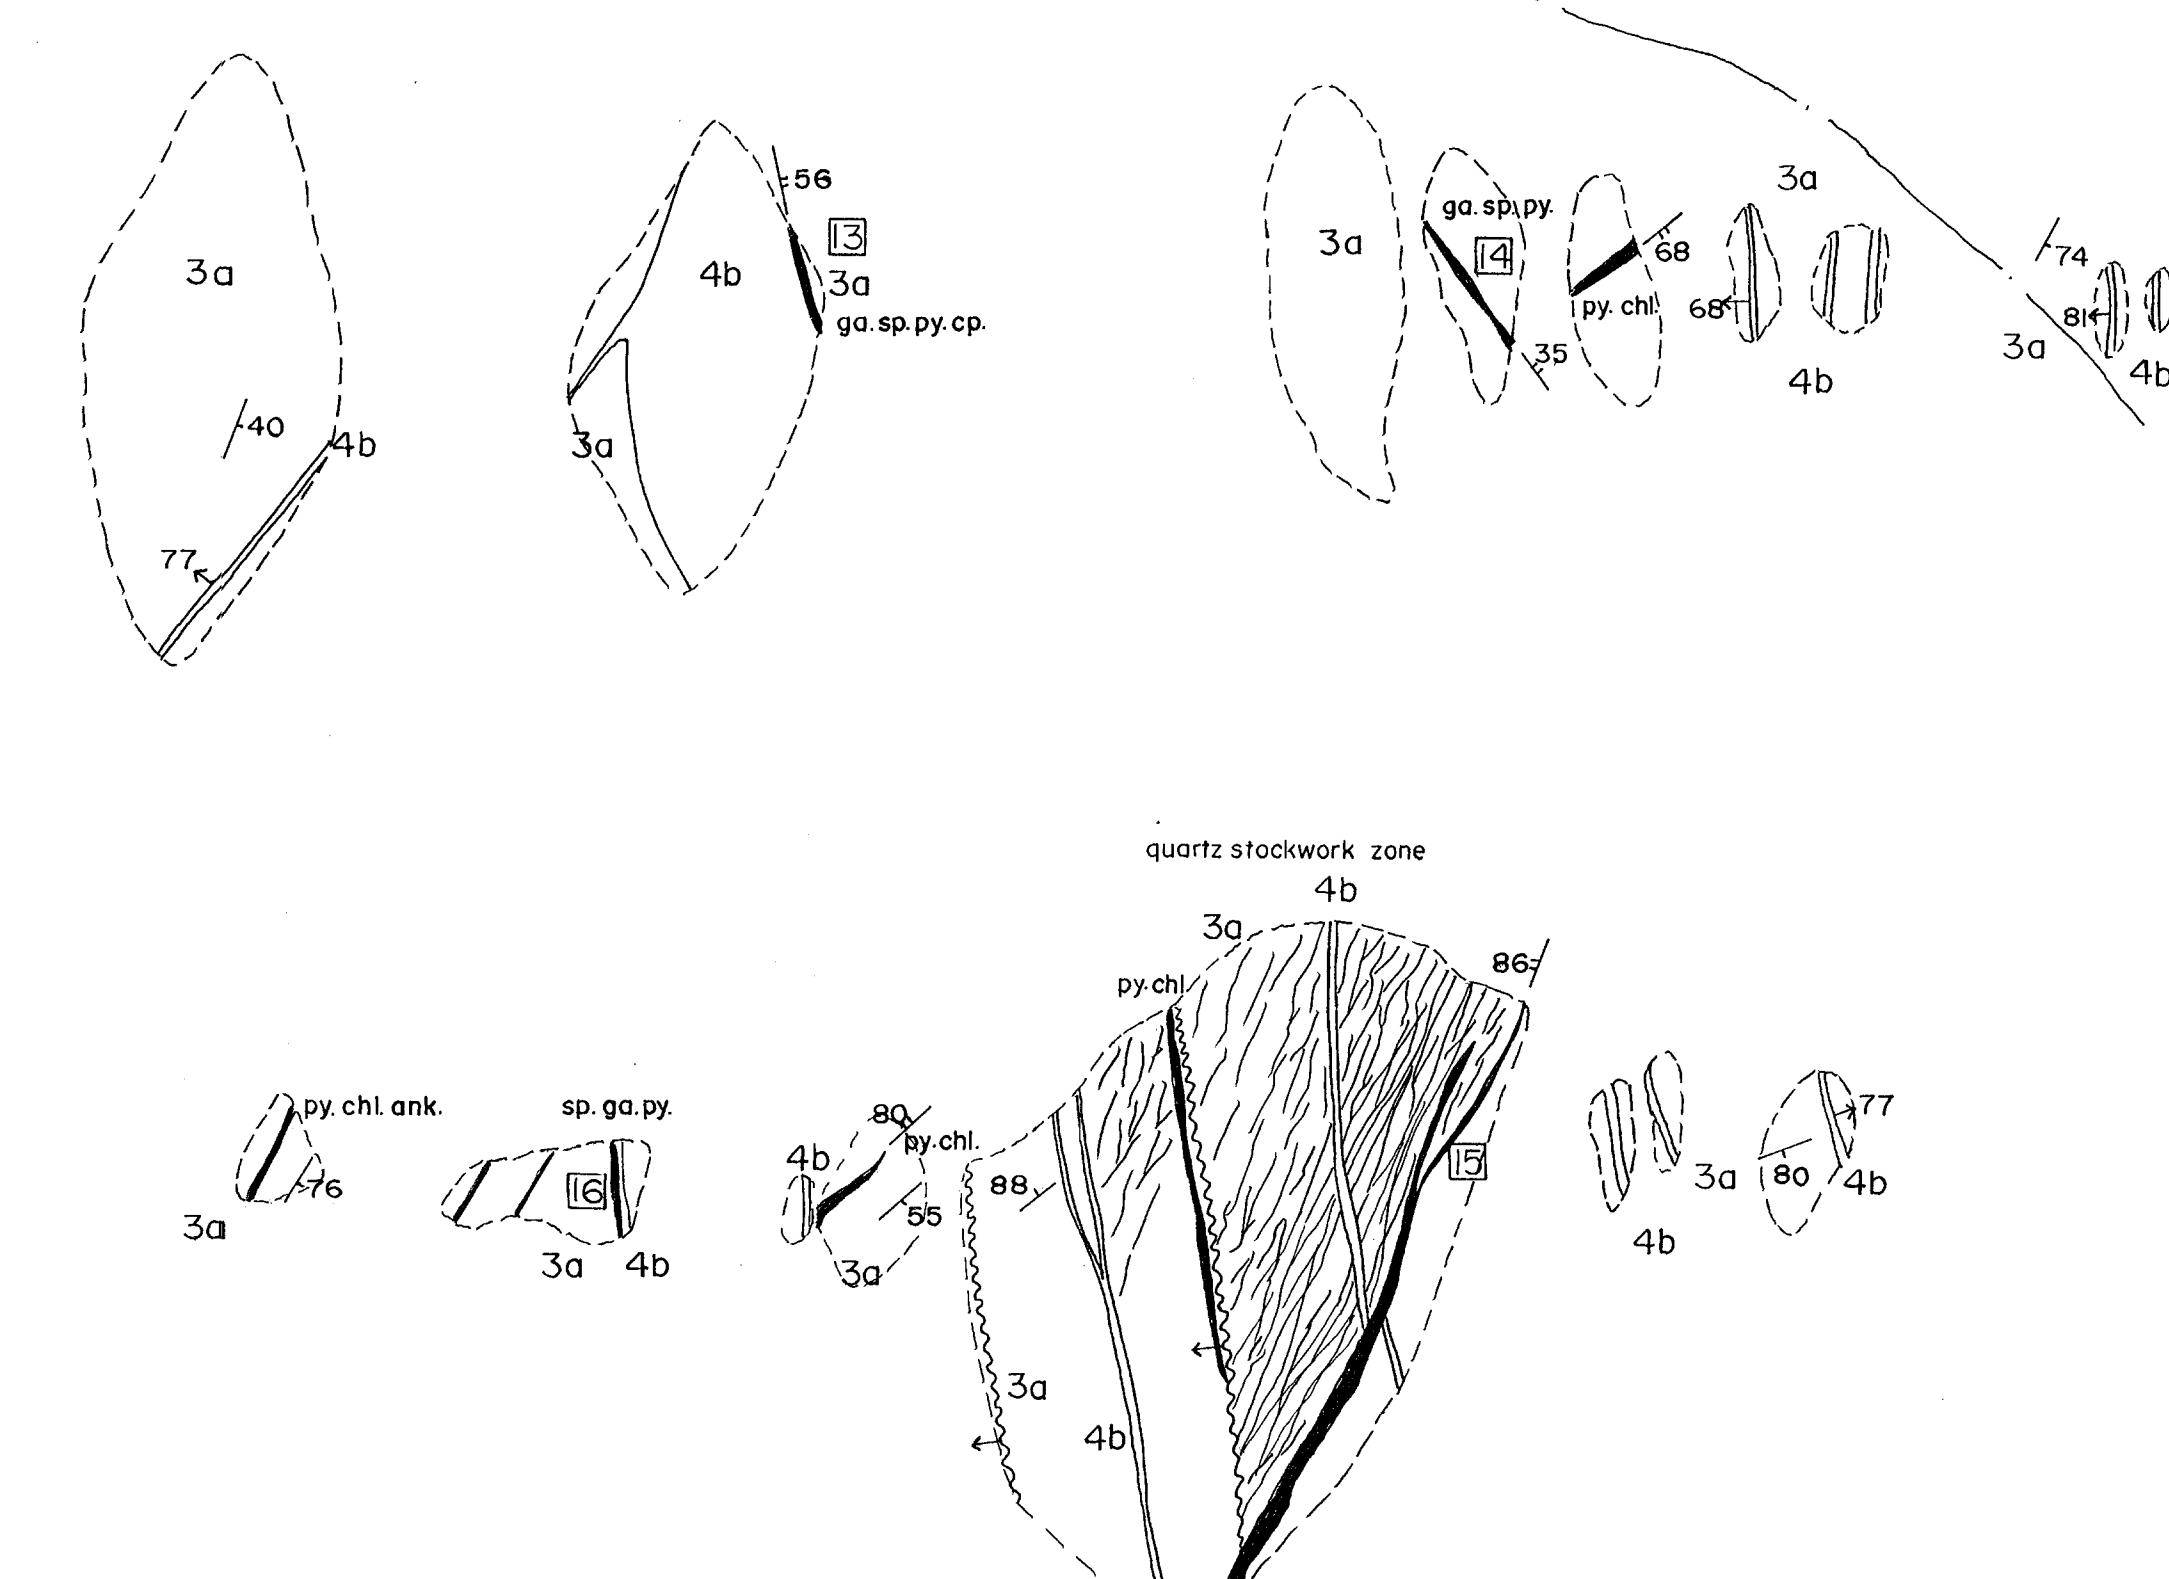 56
13
3a
4b
3a
ga. sp. py. cp.
40
4b
3a
77
3a
ga. sp. py.
3a
14
68
py. chl.
68
74
81
3a
35
4b
4b
quartz stockwork zone
4b
3a
86
py. chl.
py. chl. ank.
sp. ga. py.
80
py. chl.
4b
77
76
16
88
15
3a
80
4b
55
3a
3a
4b
3a
4b
3a
4b